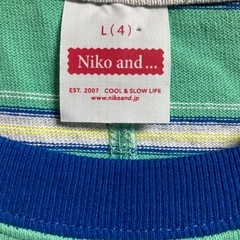 L(4)
Niko and...
EST. 2007 COOL & SLOW LIFE
www.nikoand.jp